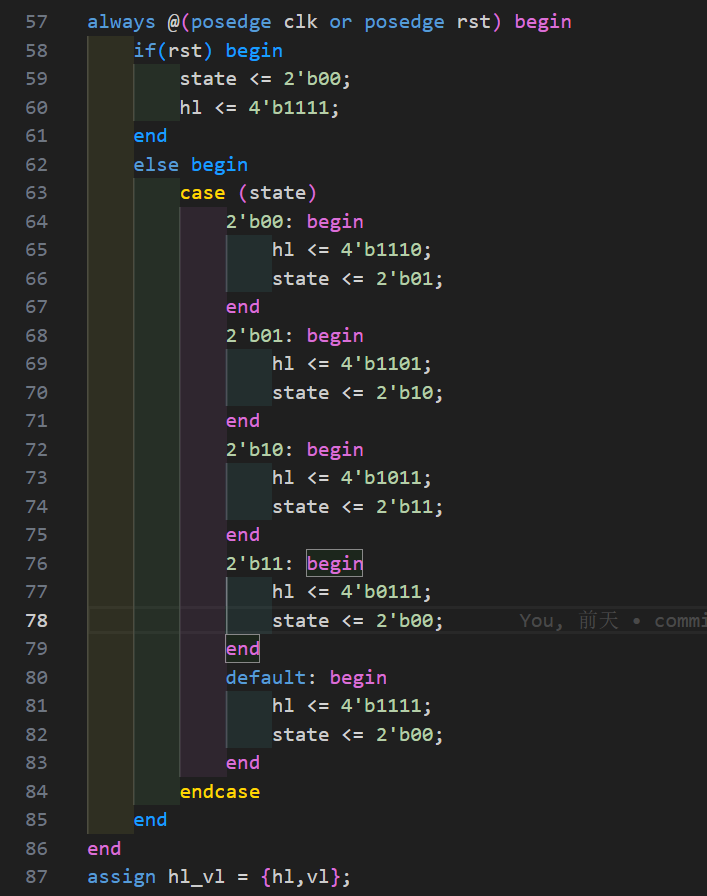 57 always @(posedge clk or posedge rst) begin
58 if(rst) begin
59 state <= 2'b00;
60 hl <= 4'b1111;
61 end
62 else begin
63 case (state)
64 2'b00: begin
65 hl <= 4'b1110;
66 state <= 2'b01;
67 end
68 2'b01: begin
69 hl <= 4'b1101;
70 state <= 2'b10;
71 end
72 2'b10: begin
73 hl <= 4'b1011;
74 state <= 2'b11;
75 end
76 2'b11: begin
77 hl <= 4'b0111;
78 state <= 2'b00; You, 前天 • commi
79 end
80 default: begin
81 hl <= 4'b1111;
82 state <= 2'b00;
83 end
84 endcase
85 end
86 end
87 assign hl_vl = {hl,vl};